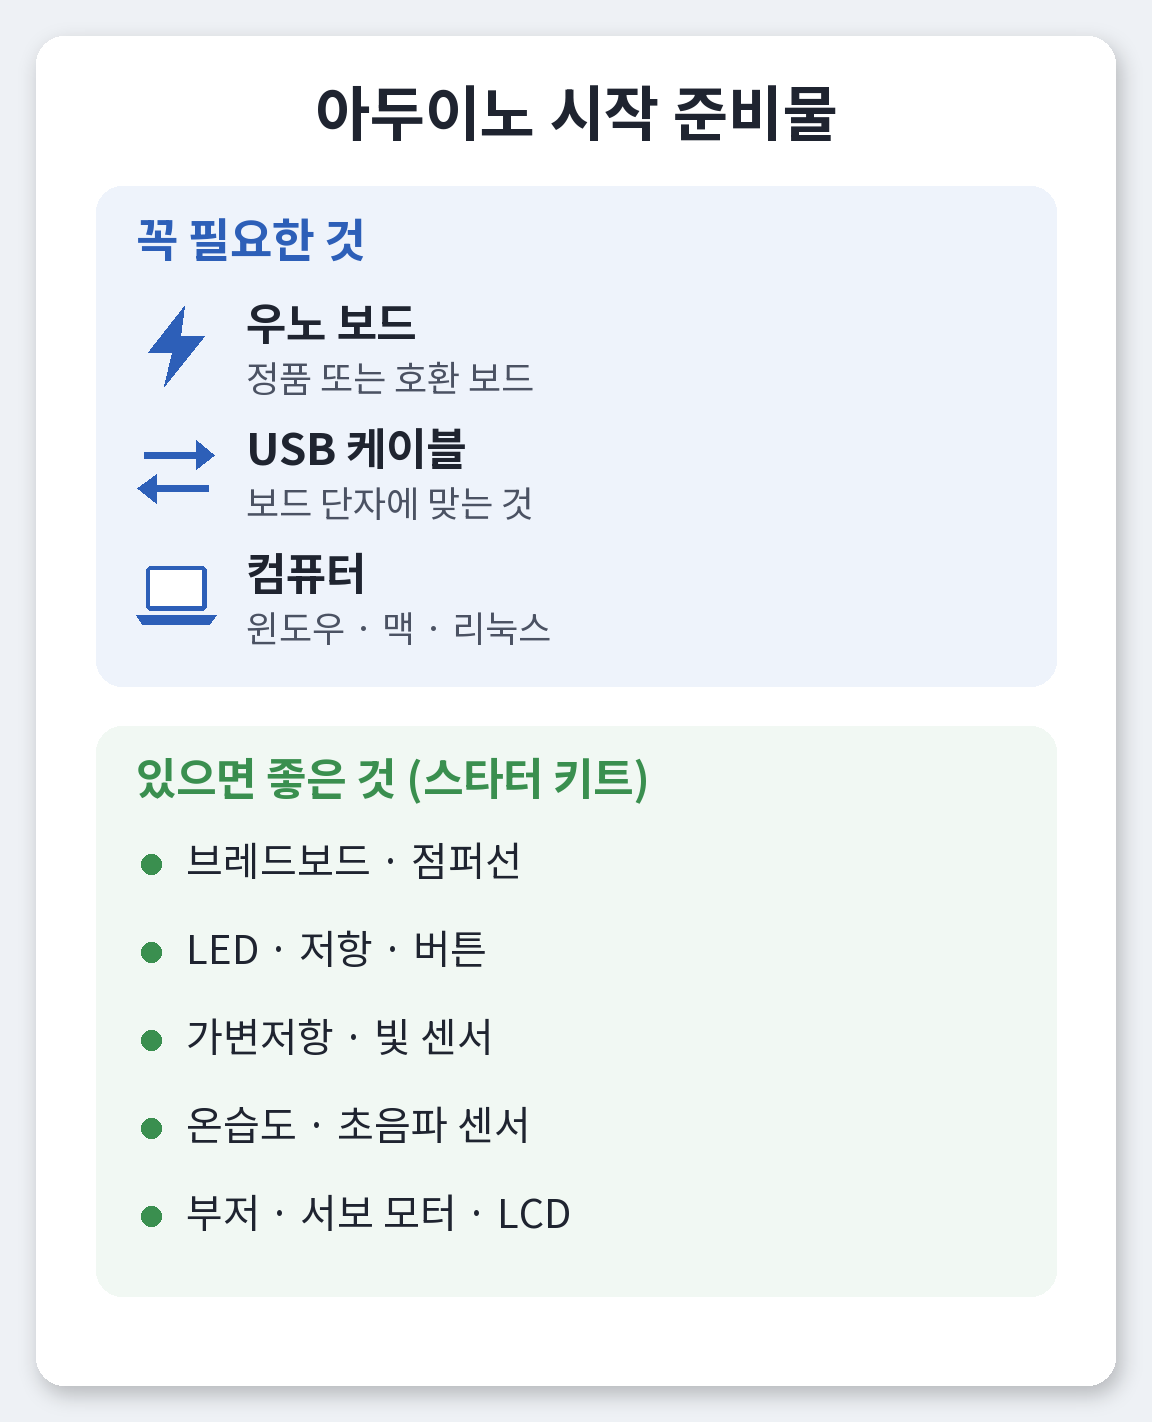 아두이노 시작 준비물
꼭 필요한 것
우노 보드
정품 또는 호환 보드
USB 케이블
보드 단자에 맞는 것
컴퓨터
윈도우 · 맥 · 리눅스
있으면 좋은 것 (스타터 키트)
브레드보드 · 점퍼선
LED · 저항 · 버튼
가변저항 · 빛 센서
온습도 · 초음파 센서
부저 · 서보 모터 · LCD